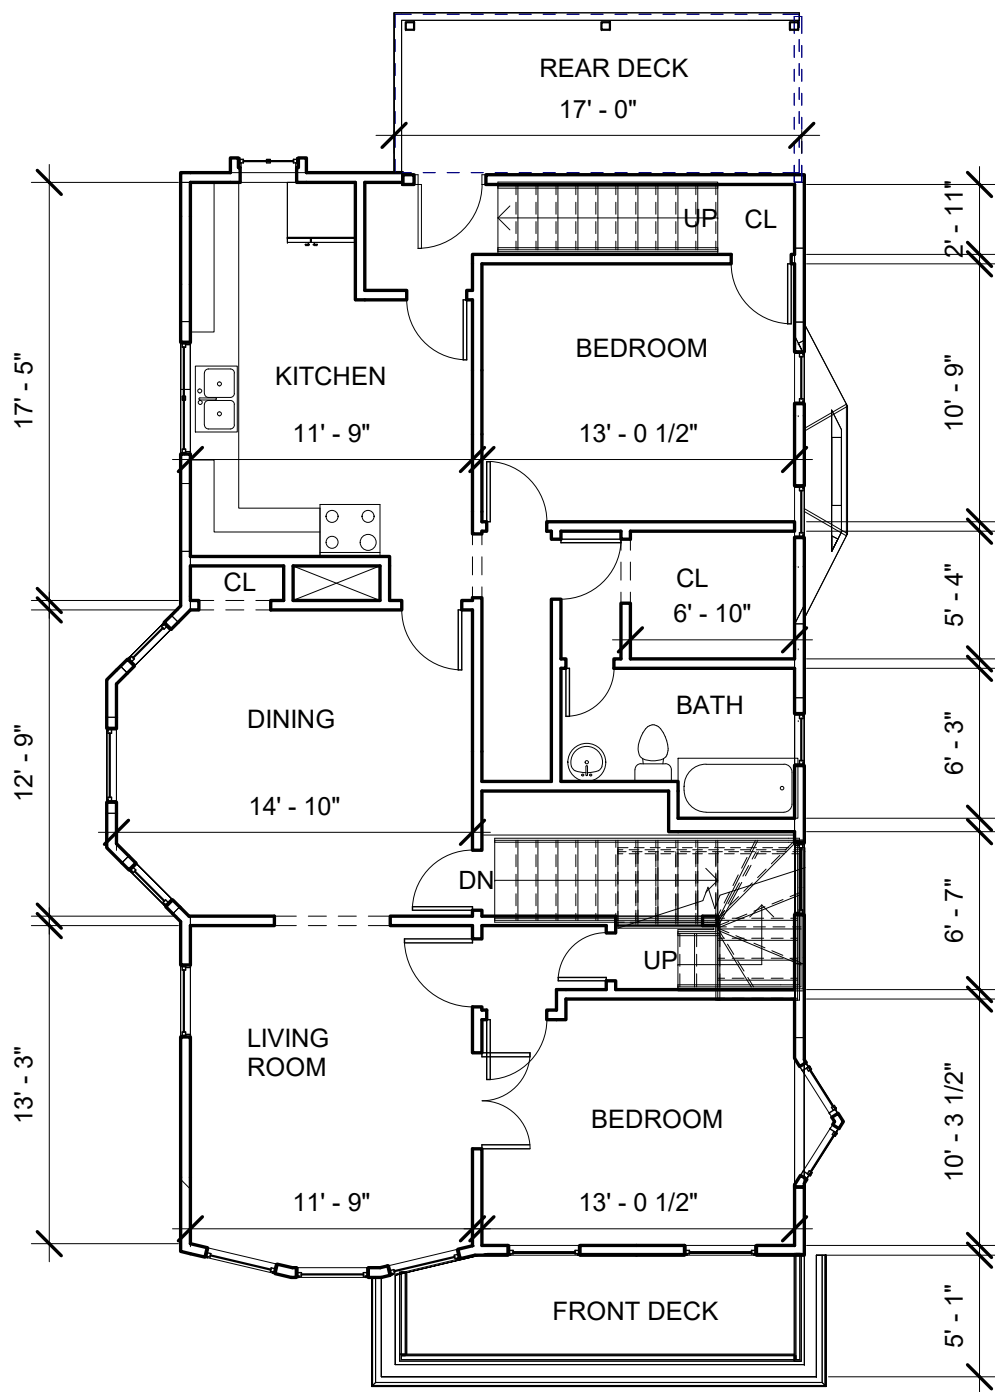 REAR DECK
17' - 0"
UP
CL
2' - 11"
BEDROOM
KITCHEN
17' - 5"
11' - 9"
13' - 0 1/2"
10' - 9"
CL
CL
6' - 10"
5' - 4"
BATH
DINING
12' - 9"
6' - 3"
14' - 10"
DN
6' - 7"
UP
LIVING
ROOM
13' - 3"
BEDROOM
10' - 3 1/2"
11' - 9"
13' - 0 1/2"
FRONT DECK
5' - 1"